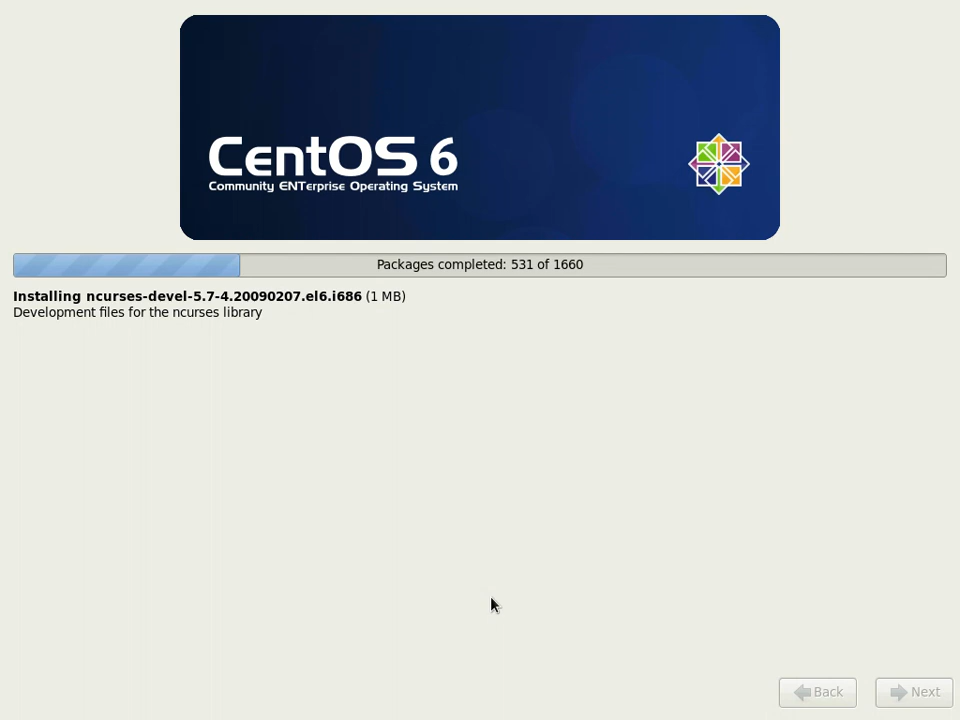 CentOS 6
Community ENTerprise Operating System
Packages completed: 531 of 1660
Installing ncurses-devel-5.7-4.20090207.el6.i686 (1 MB)
Development files for the ncurses library
Back
Next